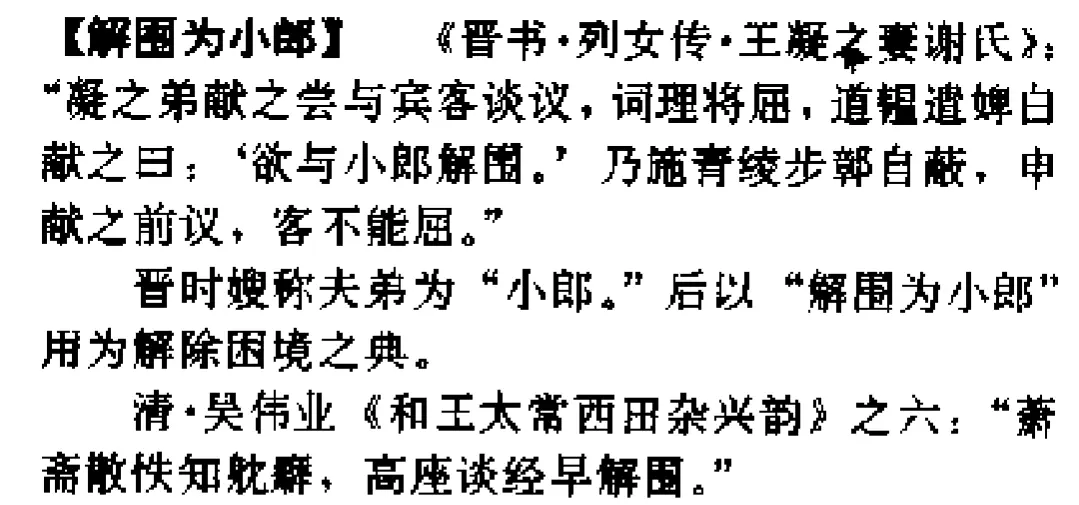 【解围为小郎】 《晋书·列女传·王凝之妻谢氏》：
“凝之弟献之尝与宾客谈议，词理将屈，道韫遣婢白
献之曰：‘欲与小郎解围。’乃施青绫步鄣自蔽，申
献之前议，客不能屈。”
晋时嫂称夫弟为“小郎。”后以“解围为小郎”
用为解除困境之典。
清·吴伟业《和王太常西田杂兴韵》之六：“萧
斋散帙知耽癖，高座谈经早解围。”